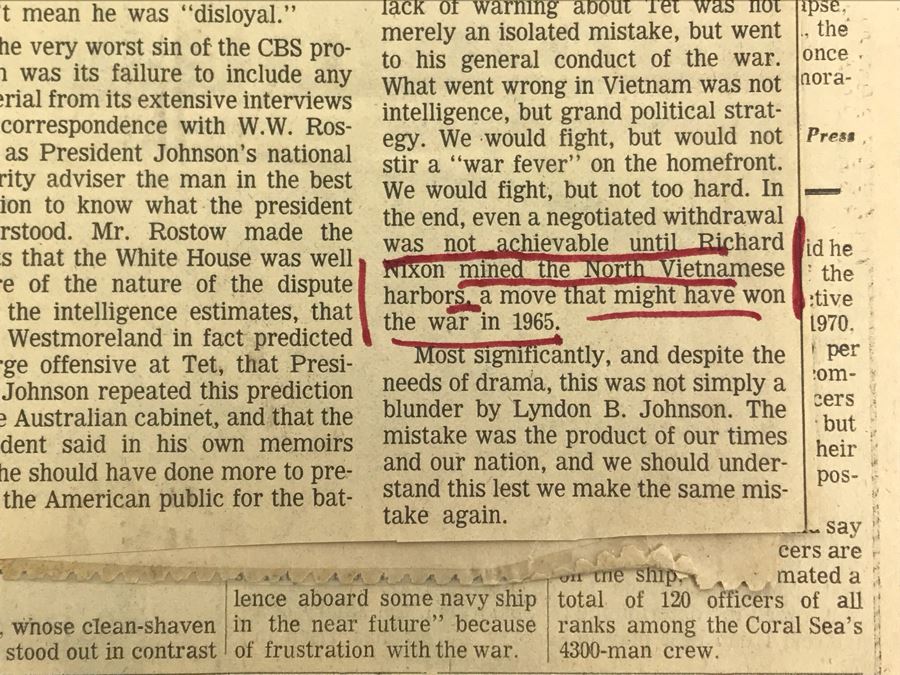 't mean he was "disloyal."
he very worst sin of the CBS pro-
was its failure to include any
erial from its extensive interviews
correspondence with W.W. Ros-
as President Johnson's national
rity adviser the man in the best
ion to know what the president
rstood. Mr. Rostow made the
s that the White House was well
re of the nature of the dispute
the intelligence estimates, that
Westmoreland in fact predicted
rge offensive at Tet, that Presi-
Johnson repeated this prediction
e Australian cabinet, and that the
dent said in his own memoirs
he should have done more to pre-
the American public for the bat-
lack of warning about Tet was not
merely an isolated mistake, but went
to his general conduct of the war.
What went wrong in Vietnam was not
intelligence, but grand political strat-
egy. We would fight, but would not
stir a "war fever" on the homefront.
We would fight, but not too hard. In
the end, even a negotiated withdrawal
was not achievable until Richard
Nixon mined the North Vietnamese
harbors, a move that might have won
the war in 1965.
Most significantly, and despite the
needs of drama, this was not simply a
blunder by Lyndon B. Johnson. The
mistake was the product of our times
and our nation, and we should under-
stand this lest we make the same mis-
take again.
apse,
., the
once
nora-
Press
id he
the
ctive
1970.
per
com-
cers
but
heir
pos-
say
cers are
mated a
, whose clean-shaven
stood out in contrast
lence aboard some navy ship
in the near future" because
of frustration with the war.
on the ship,
total of 120 officers of all
ranks among the Coral Sea's
4300-man crew.